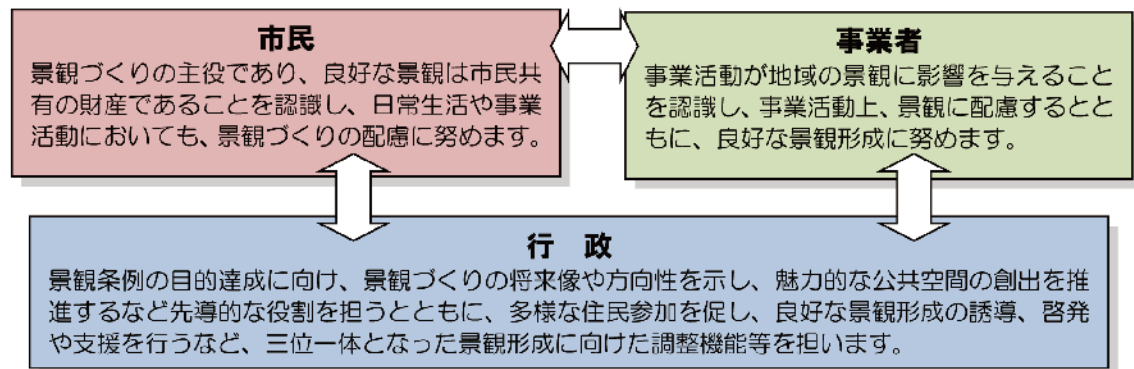 市民
景観づくりの主役であり、良好な景観は市民共
有の財産であることを認識し、日常生活や事業
活動においても、景観づくりの配慮に努めます。
事業者
事業活動が地域の景観に影響を与えること
を認識し、事業活動上、景観に配慮するとと
もに、良好な景観形成に努めます。
行　政
景観条例の目的達成に向け、景観づくりの将来像や方向性を示し、魅力的な公共空間の創出を推
進するなど先導的な役割を担うとともに、多様な住民参加を促し、良好な景観形成の誘導、啓発
や支援を行うなど、三位一体となった景観形成に向けた調整機能等を担います。